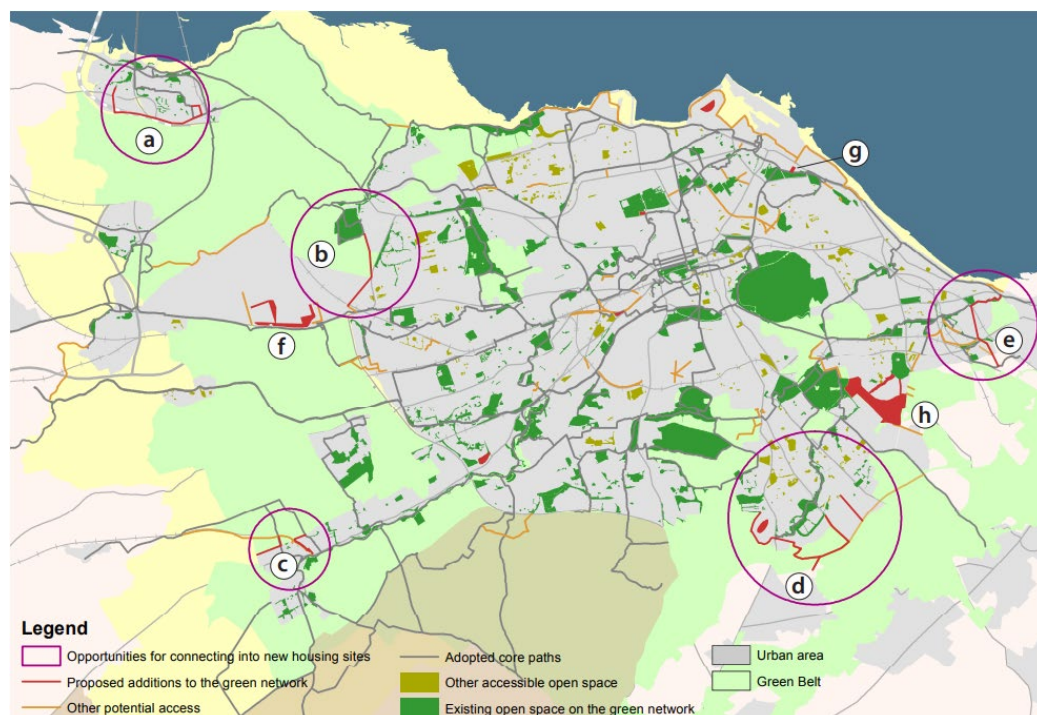 a
g
b
e
f
h
c
d
Legend
Opportunities for connecting into new housing sites
Proposed additions to the green network
Other potential access
Adopted core paths
Other accessible open space
Existing open space on the green network
Urban area
Green Belt